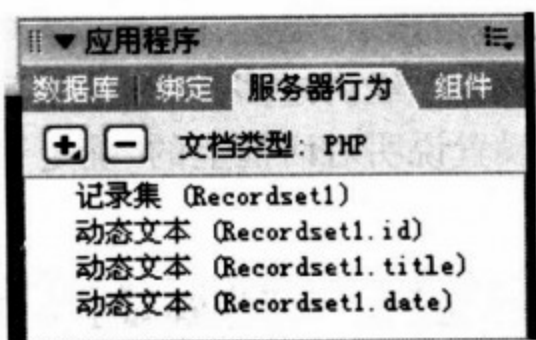 应用程序
数据库 绑定 服务器行为 组件
文档类型: PHP
记录集 (Recordset1)
动态文本 (Recordset1.id)
动态文本 (Recordset1.title)
动态文本 (Recordset1.date)